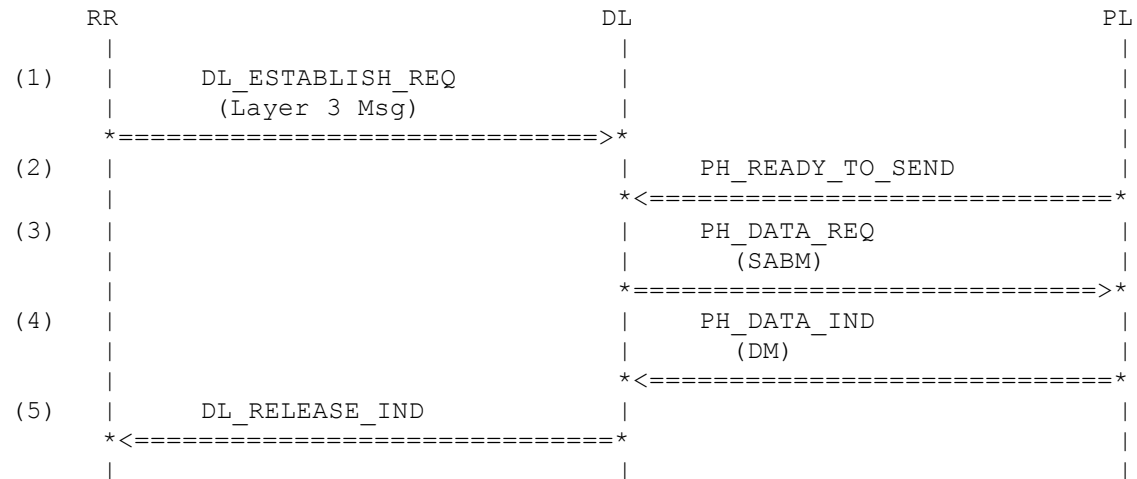 RR DL PL
(1) DL_ESTABLISH_REQ
(Layer 3 Msg)
(2) PH_READY_TO_SEND
(3) PH_DATA_REQ
(SABM)
(4) PH_DATA_IND
(DM)
(5) DL_RELEASE_IND